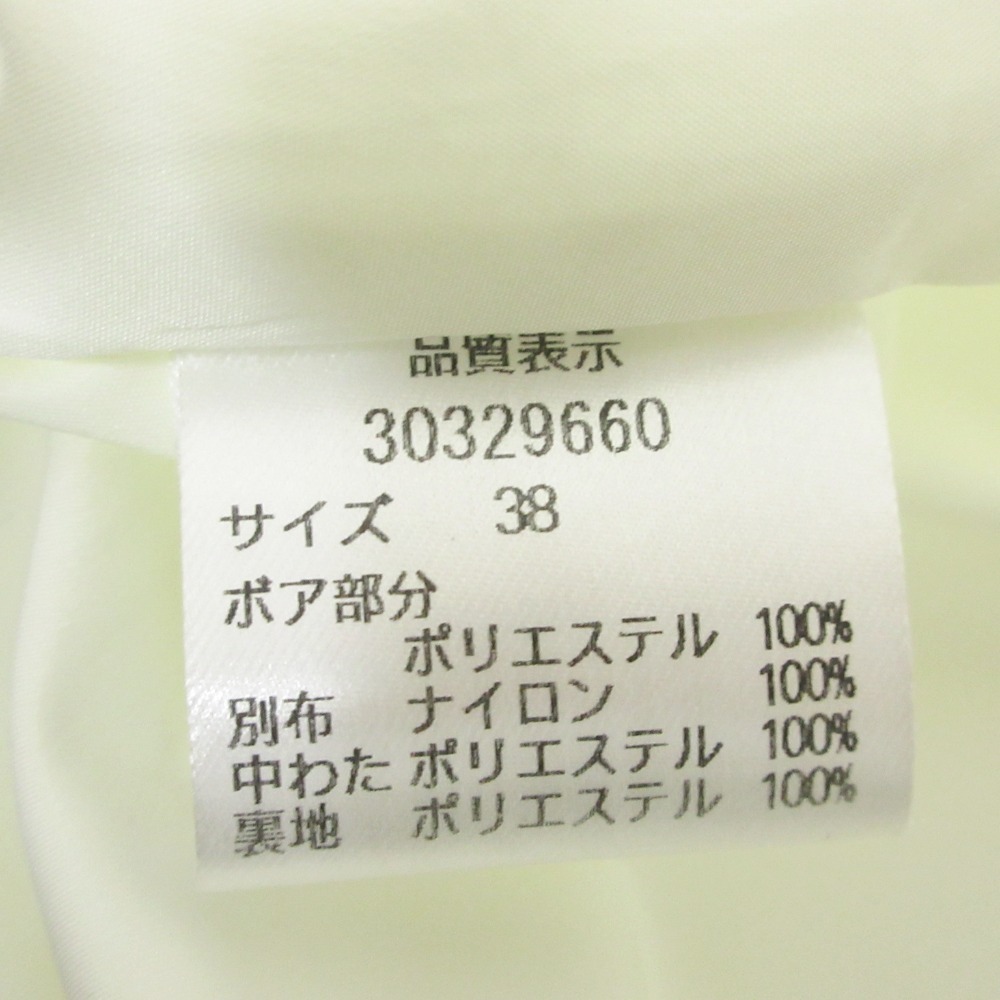 品質表示
30329660
サイズ 38
ボア部分
ポリエステル 100%
別布 ナイロン 100%
中わた ポリエステル 100%
裏地 ポリエステル 100%